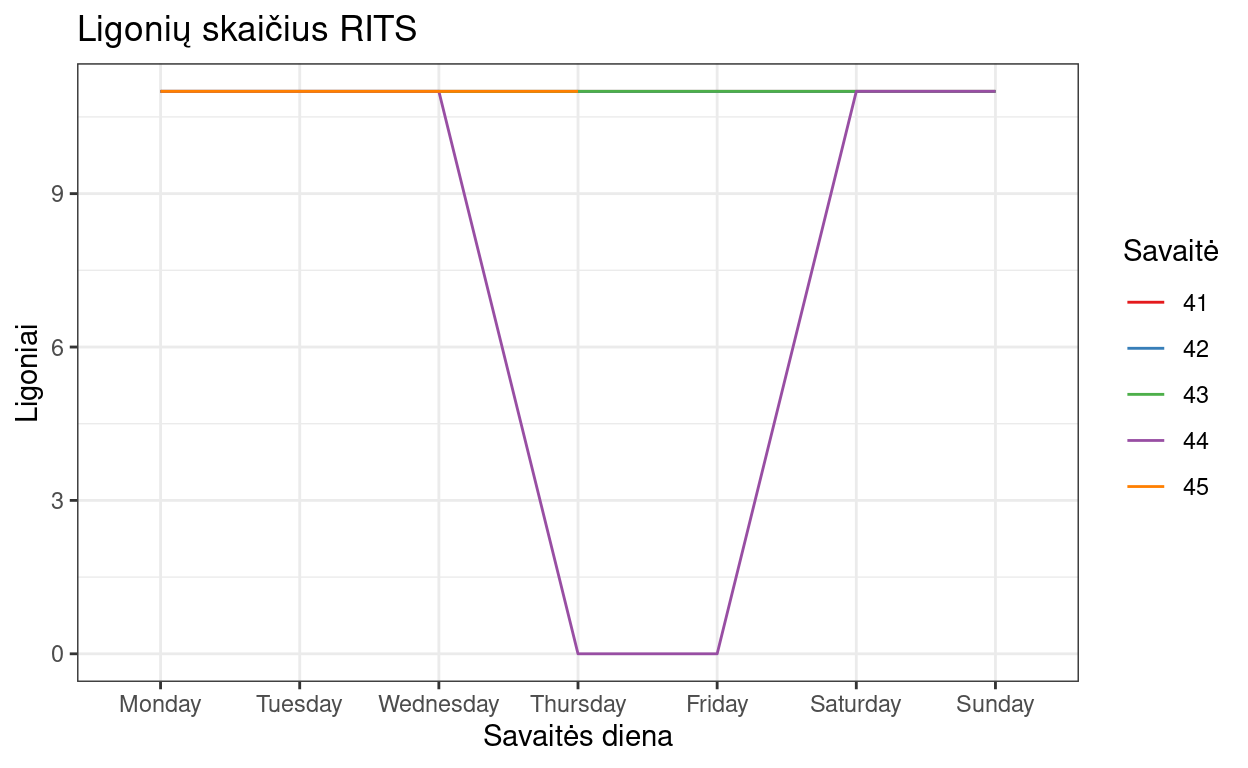 Ligonių skaičius RITS
Ligoniai
9
6
3
0
Monday Tuesday Wednesday Thursday Friday Saturday Sunday
Savaitės diena
Savaitė
41
42
43
44
45